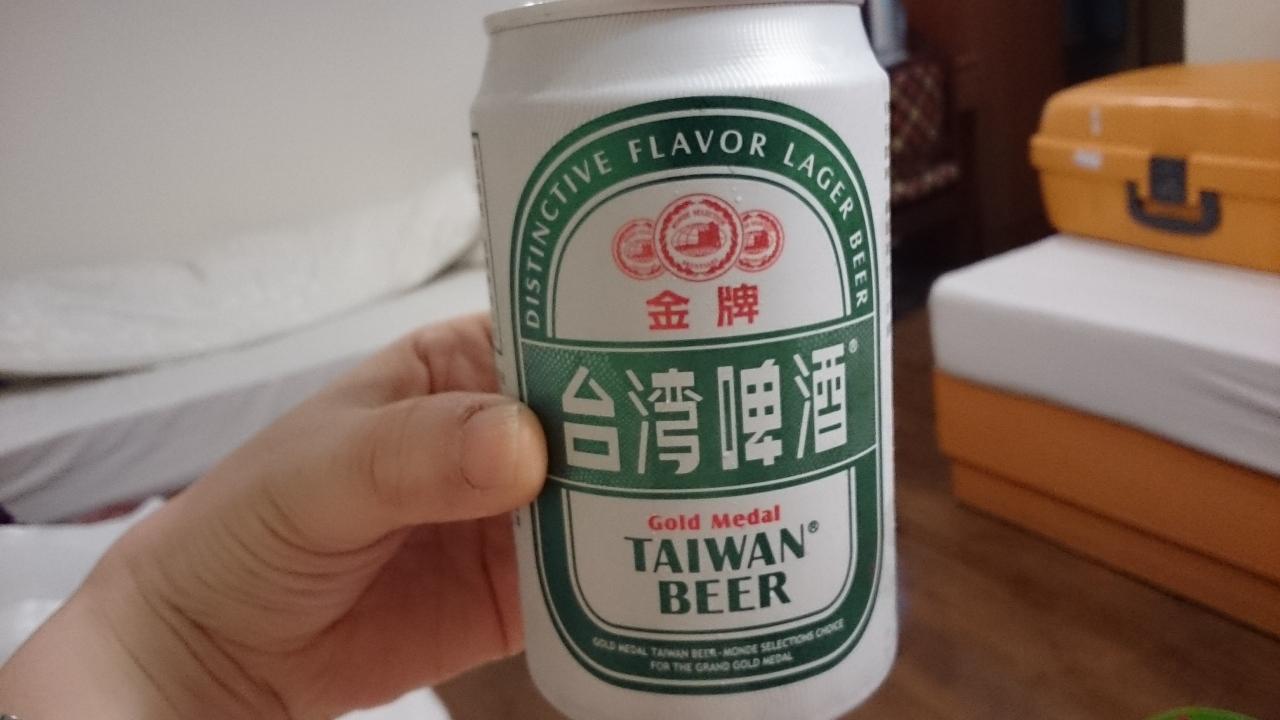 DISTINCTIVE FLAVOR LAGER BEER
金牌
台湾啤酒®
Gold Medal
TAIWAN®
BEER
GOLD MEDAL TAIWAN BEER-MONDE SELECTIONS CHOICE
FOR THE GRAND GOLD MEDAL